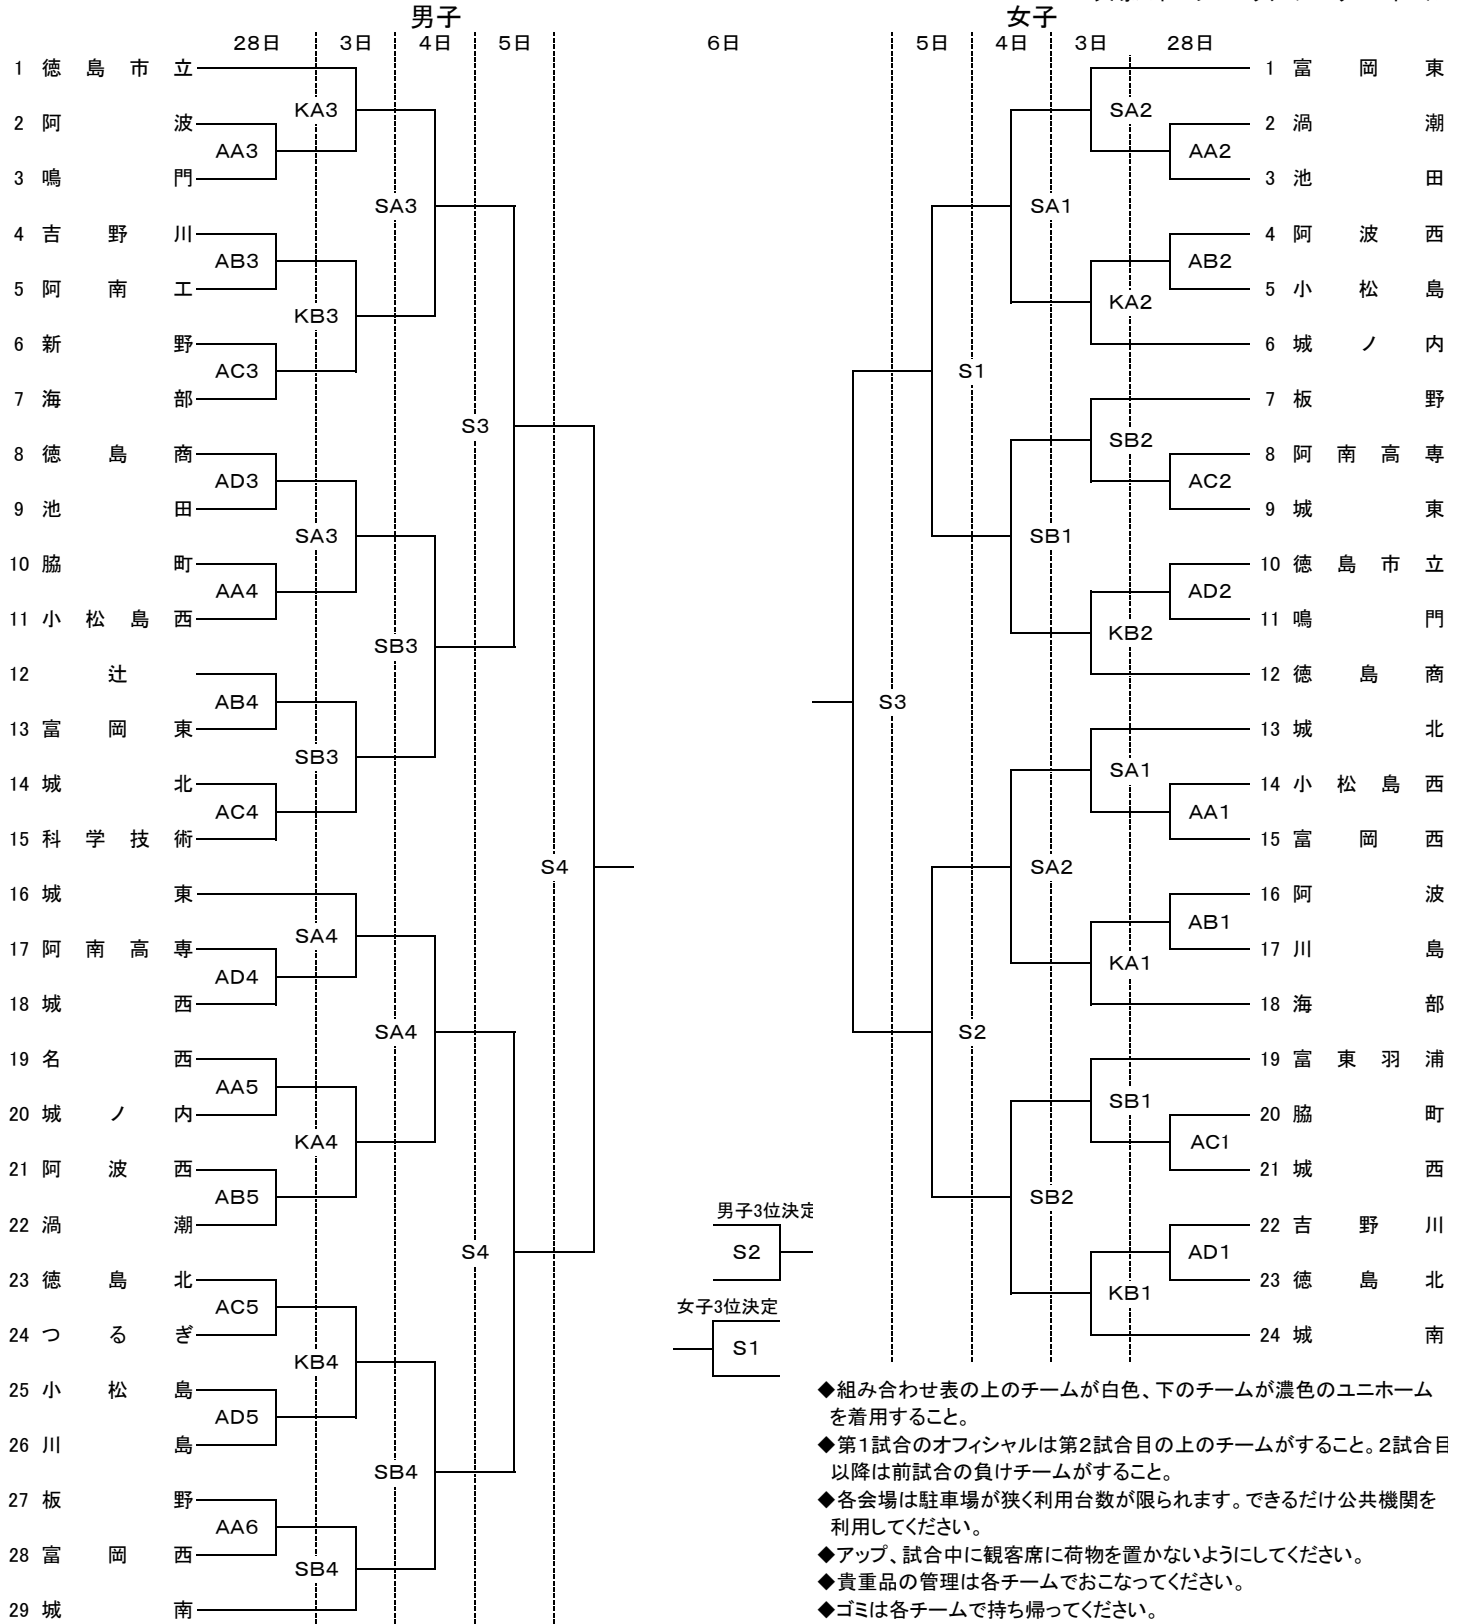 男子
28日 3日 4日 5日 6日
1 徳島市立
KA3
2 阿波
AA3
3 鳴門
SA3
4 吉野川
AB3
5 阿南工
KB3
6 新野
AC3
7 海部
S3
8 徳島商
AD3
9 池田
SA3
10 脇町
AA4
11 小松島西
SB3
12 辻
AB4
13 富岡東
SB3
14 城北
AC4
15 科学技術
S4
16 城東
SA4
17 阿南高専
AD4
18 城西
SA4
19 名西
AA5
20 城ノ内
KA4
21 阿波西
AB5
22 渦潮
S4
23 徳島北
AC5
24 つるぎ
KB4
25 小松島
AD5
26 川島
SB4
27 板野
AA6
28 富岡西
SB4
29 城南
男子3位決定
S2
女子3位決定
S1
女子
5日 4日 3日 28日
1 富岡東
SA2
2 渦潮
AA2
3 池田
SA1
4 阿波西
AB2
5 小松島
KA2
6 城ノ内
S1
7 板野
SB2
8 阿南高専
AC2
9 城東
SB1
10 徳島市立
AD2
11 鳴門
KB2
12 徳島商
S3
13 城北
SA1
14 小松島西
AA1
15 富岡西
SA2
16 阿波
AB1
17 川島
KA1
18 海部
S2
19 富東羽浦
SB1
20 脇町
AC1
21 城西
SB2
22 吉野川
AD1
23 徳島北
KB1
24 城南
◆組み合わせ表の上のチームが白色、下のチームが濃色のユニホーム
を着用すること。
◆第1試合のオフィシャルは第2試合目の上のチームがすること。2試合目
以降は前試合の負けチームがすること。
◆各会場は駐車場が狭く利用台数が限られます。できるだけ公共機関を
利用してください。
◆アップ、試合中に観客席に荷物を置かないようにしてください。
◆貴重品の管理は各チームでおこなってください。
◆ゴミは各チームで持ち帰ってください。